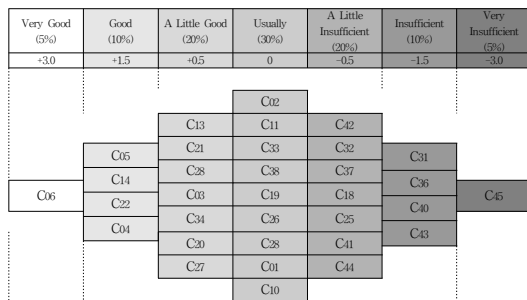 Very Good (5%) Good (10%) A Little Good (20%) Usually (30%) A Little Insufficient (20%) Insufficient (10%) Very Insufficient (5%)
+3.0 +1.5 +0.5 0 −0.5 −1.5 −3.0
C02
C13 C11 C42
C21 C33 C32
C05 C31
C28 C38 C37
C14 C36
C06 C03 C19 C18 C45
C22 C40
C34 C26 C25
C04 C43
C20 C28 C41
C27 C01 C44
C10